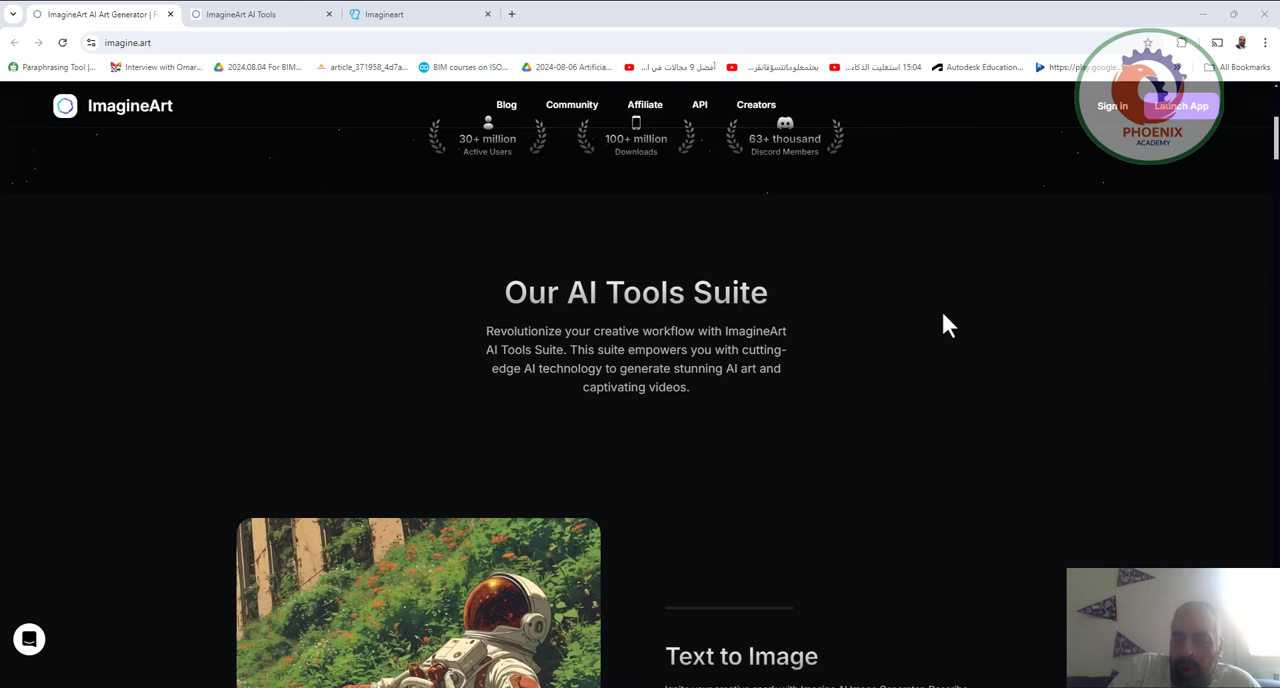 ImagineArt AI Art Generator | F
ImagineArt AI Tools
Imagineart
imagine.art
Paraphrasing Tool |...
Interview with Omar...
2024.08.04 For BIM...
article_371958_4d7a...
BIM courses on ISO...
2024-08-06 Artificia...
أفضل 9 مجالات في ا...
15:04 استغليت الذكاء...
Autodesk Education...
https://play.google...
All Bookmarks
ImagineArt
Blog
Community
Affiliate
API
Creators
Sign in
Launch App
PHOENIX
ACADEMY
30+ million
Active Users
100+ million
Downloads
63+ thousand
Discord Members
Our AI Tools Suite
Revolutionize your creative workflow with ImagineArt
AI Tools Suite. This suite empowers you with cutting-
edge AI technology to generate stunning AI art and
captivating videos.
Text to Image